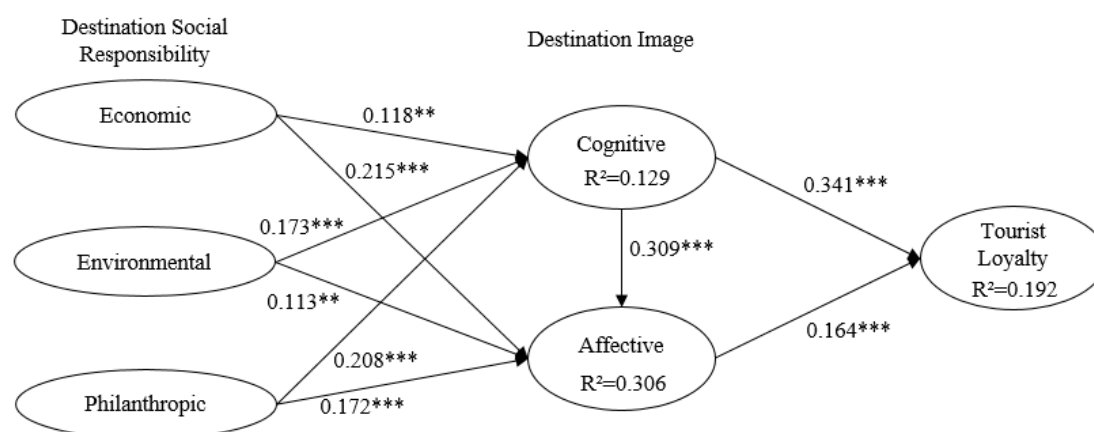 Destination Social
Responsibility
Destination Image
Economic
0.118**
Cognitive
R²=0.129
0.215***
0.341***
0.173***
Environmental
0.309***
Tourist
Loyalty
R²=0.192
0.113**
Affective
R²=0.306
0.164***
0.208***
Philanthropic
0.172***